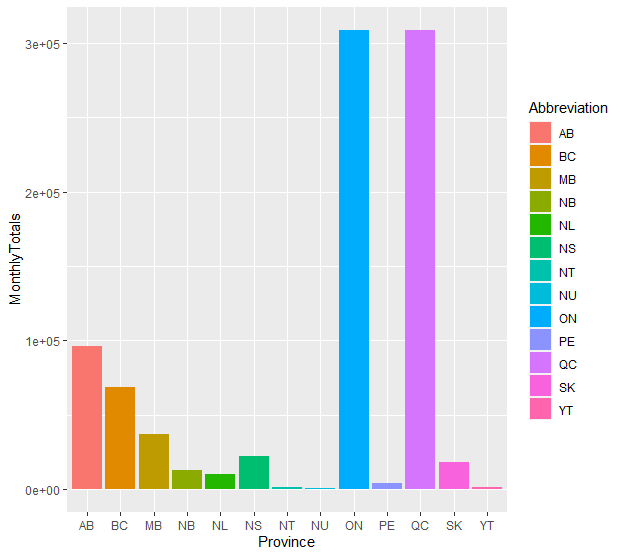 3e+05
2e+05
1e+05
0e+00
MonthlyTotals
AB BC MB NB NL NS NT NU ON PE QC SK YT
Province
Abbreviation
AB
BC
MB
NB
NL
NS
NT
NU
ON
PE
QC
SK
YT